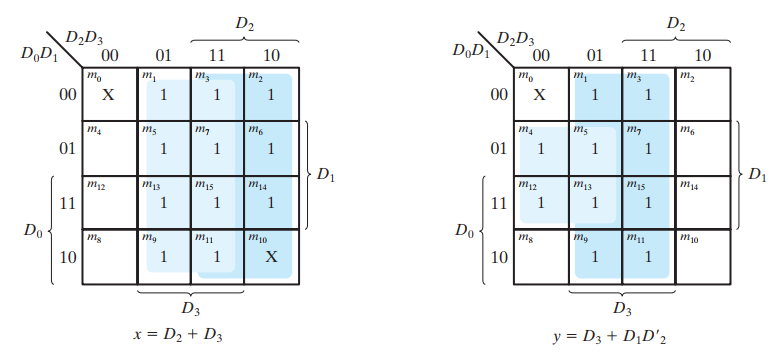 D₂
D₂D₃
D₀D₁
00 01 11 10
00 m₀ X m₁ 1 m₃ 1 m₂ 1
01 m₄ m₅ 1 m₇ 1 m₆ 1
11 m₁₂ m₁₃ 1 m₁₅ 1 m₁₄ 1
10 m₈ m₉ 1 m₁₁ 1 m₁₀ X
D₁
D₀
D₃
x = D₂ + D₃
D₂
D₂D₃
D₀D₁
00 01 11 10
00 m₀ X m₁ 1 m₃ 1 m₂
01 m₄ 1 m₅ 1 m₇ 1 m₆
11 m₁₂ 1 m₁₃ 1 m₁₅ 1 m₁₄
10 m₈ m₉ 1 m₁₁ 1 m₁₀
D₁
D₀
D₃
y = D₃ + D₁D′₂